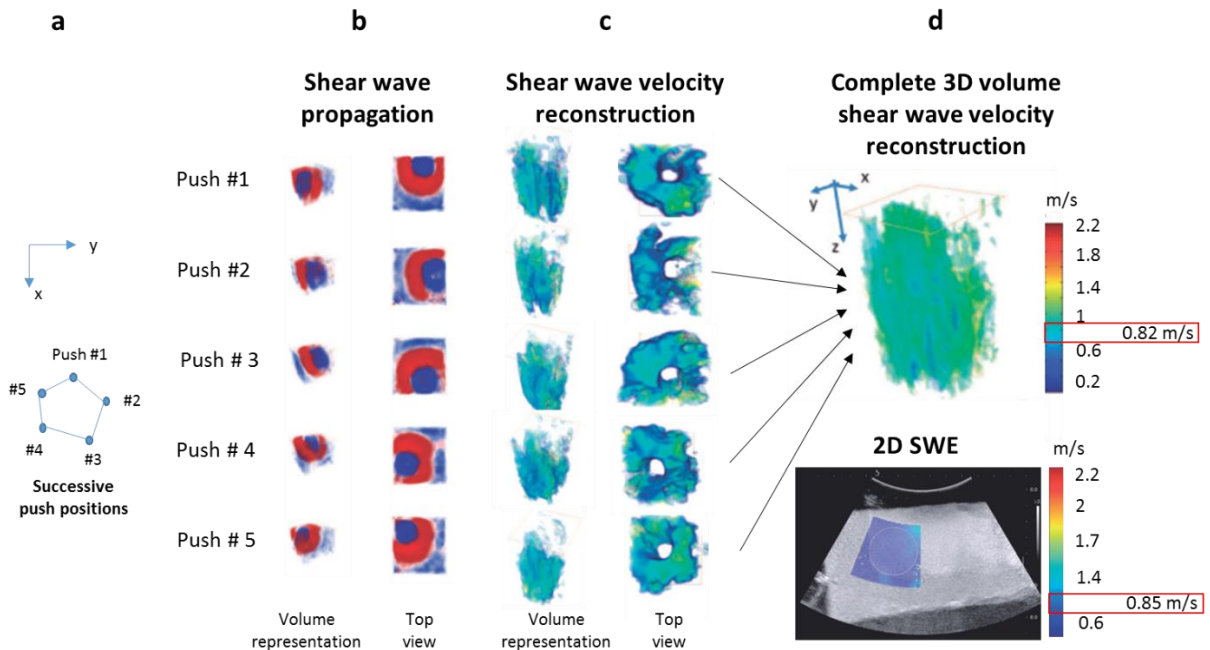 a
b
c
d
Shear wave
propagation
Shear wave velocity
reconstruction
Complete 3D volume
shear wave velocity
reconstruction
Push #1
Push #2
Push # 3
Push # 4
Push # 5
y
x
Push #1
#5
#2
#4
#3
Successive
push positions
Volume
representation
Top
view
Volume
representation
Top
view
x
y
z
m/s
2.2
1.8
1.4
1
0.82 m/s
0.6
0.2
2D SWE
m/s
2.2
1.8
1.4
0.85 m/s
0.6